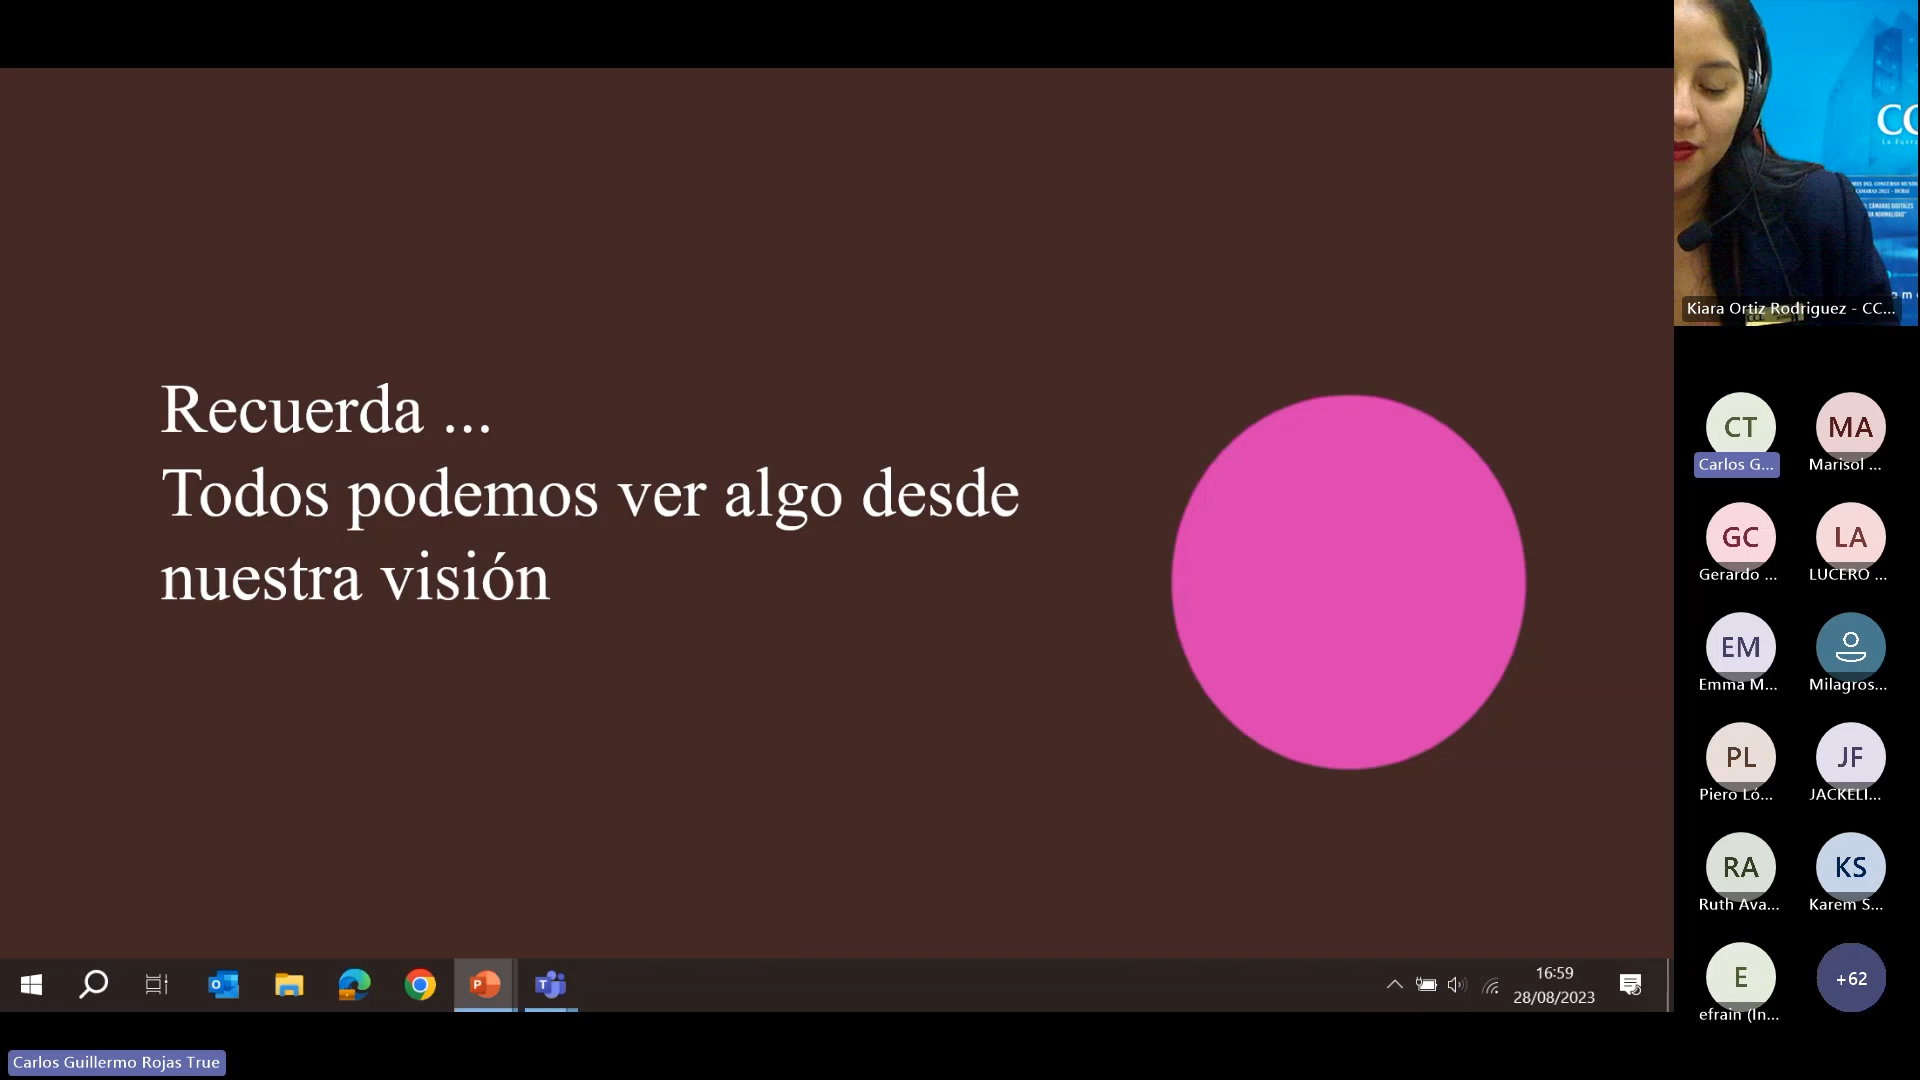 Recuerda ...
Todos podemos ver algo desde
nuestra visión
CC
Kiara Ortiz Rodriguez - CC...
CT
Carlos G...
MA
Marisol ...
GC
Gerardo ...
LA
LUCERO ...
EM
Emma M...
Milagros...
PL
Piero Ló...
JF
JACKELI...
RA
Ruth Ava...
KS
Karem S...
E
efrain (In...
+62
16:59
28/08/2023
Carlos Guillermo Rojas True